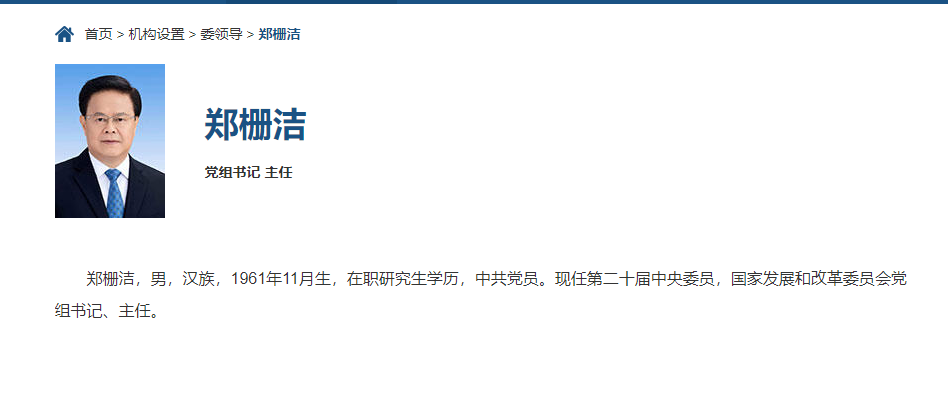 首页 > 机构设置 > 委领导 > 郑栅洁
郑栅洁
党组书记 主任
郑栅洁，男，汉族，1961年11月生，在职研究生学历，中共党员。现任第二十届中央委员，国家发展和改革委员会党
组书记、主任。